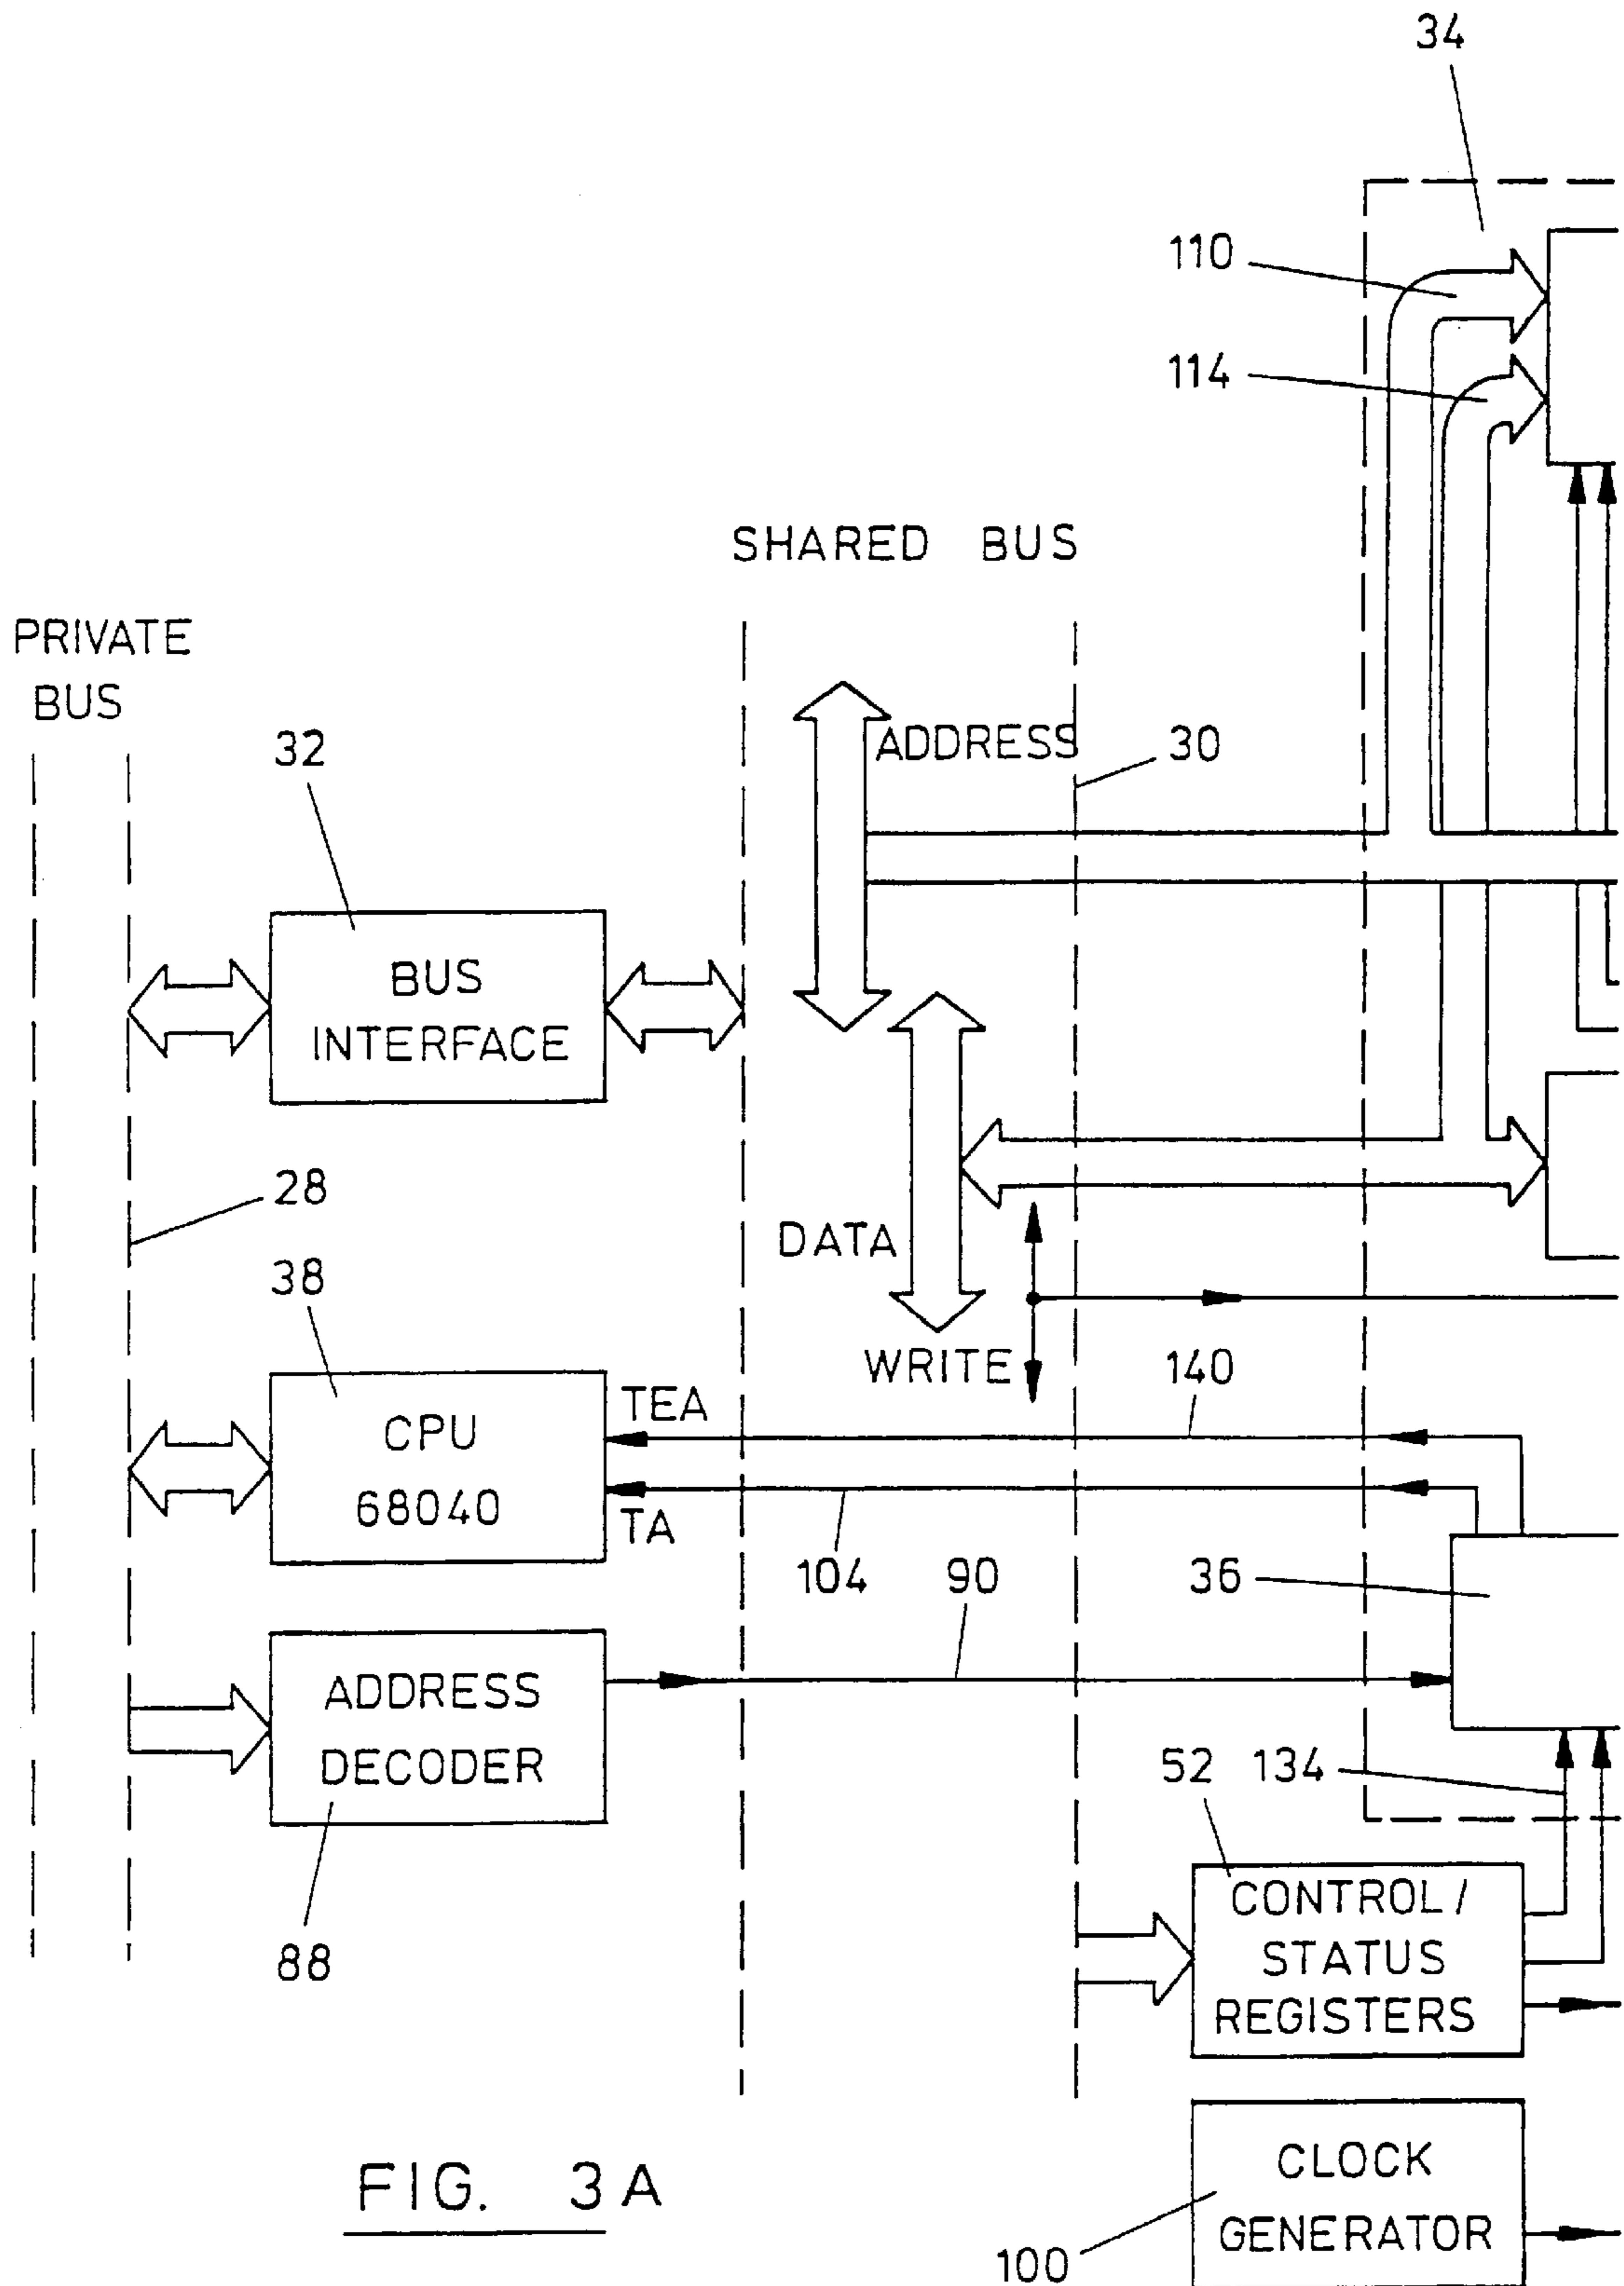 34
110
114
SHARED BUS
PRIVATE
BUS
32
ADDRESS
30
BUS
INTERFACE
28
DATA
38
WRITE
140
TEA
CPU
68040
TA
104
90
36
ADDRESS
DECODER
52
134
88
CONTROL/
STATUS
REGISTERS
CLOCK
GENERATOR
100
FIG. 3A